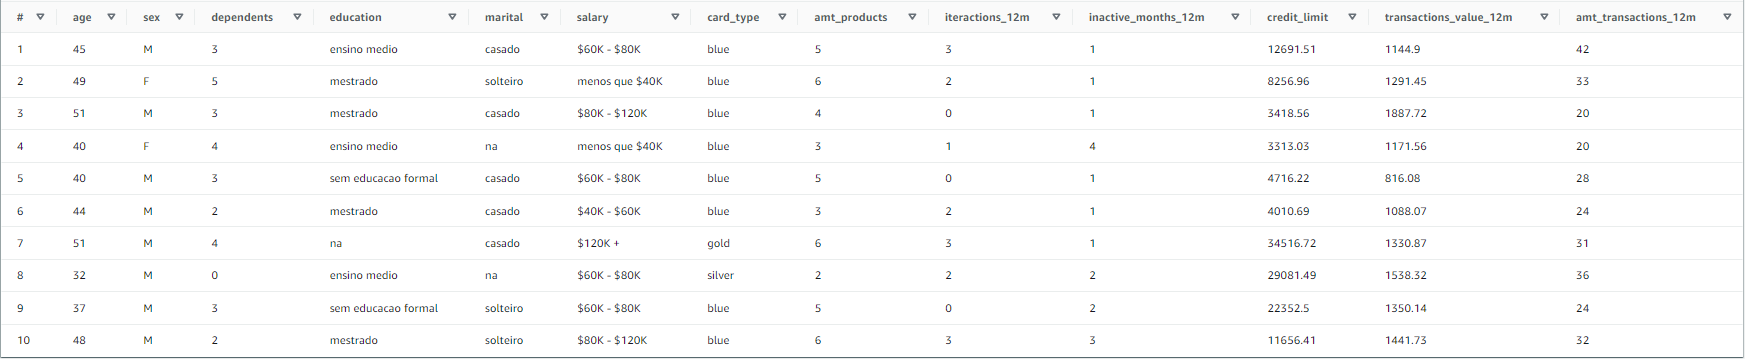 # age sex dependents education marital salary card_type amt_products iteractions_12m inactive_months_12m credit_limit transactions_value_12m amt_transactions_12m
1 45 M 3 ensino medio casado $60K - $80K blue 5 3 1 12691.51 1144.9 42
2 49 F 5 mestrado solteiro menos que $40K blue 6 2 1 8256.96 1291.45 33
3 51 M 3 mestrado casado $80K - $120K blue 4 0 1 3418.56 1887.72 20
4 40 F 4 ensino medio na menos que $40K blue 3 1 4 3313.03 1171.56 20
5 40 M 3 sem educacao formal casado $60K - $80K blue 5 0 1 4716.22 816.08 28
6 44 M 2 mestrado casado $40K - $60K blue 3 2 1 4010.69 1088.07 24
7 51 M 4 na casado $120K + gold 6 3 1 34516.72 1330.87 31
8 32 M 0 ensino medio na $60K - $80K silver 2 2 2 29081.49 1538.32 36
9 37 M 3 sem educacao formal solteiro $60K - $80K blue 5 0 2 22352.5 1350.14 24
10 48 M 2 mestrado solteiro $80K - $120K blue 6 3 3 11656.41 1441.73 32